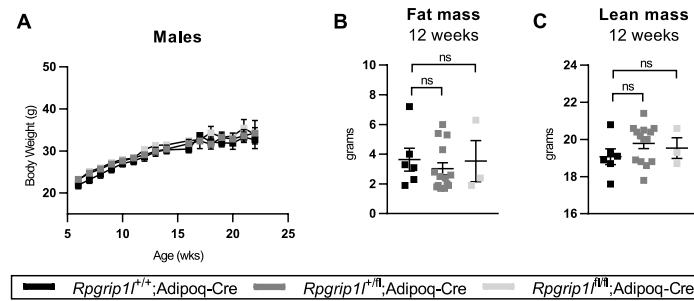 A
Males
Body Weight (g)
50
40
30
20
5
10
15
20
25
Age (wks)
B
Fat mass
12 weeks
ns
ns
grams
10
8
6
4
2
0
C
Lean mass
12 weeks
ns
ns
grams
24
22
20
18
16
Rpgrip1l+/+;Adipoq-Cre
Rpgrip1l+/fl;Adipoq-Cre
Rpgrip1lfl/fl;Adipoq-Cre